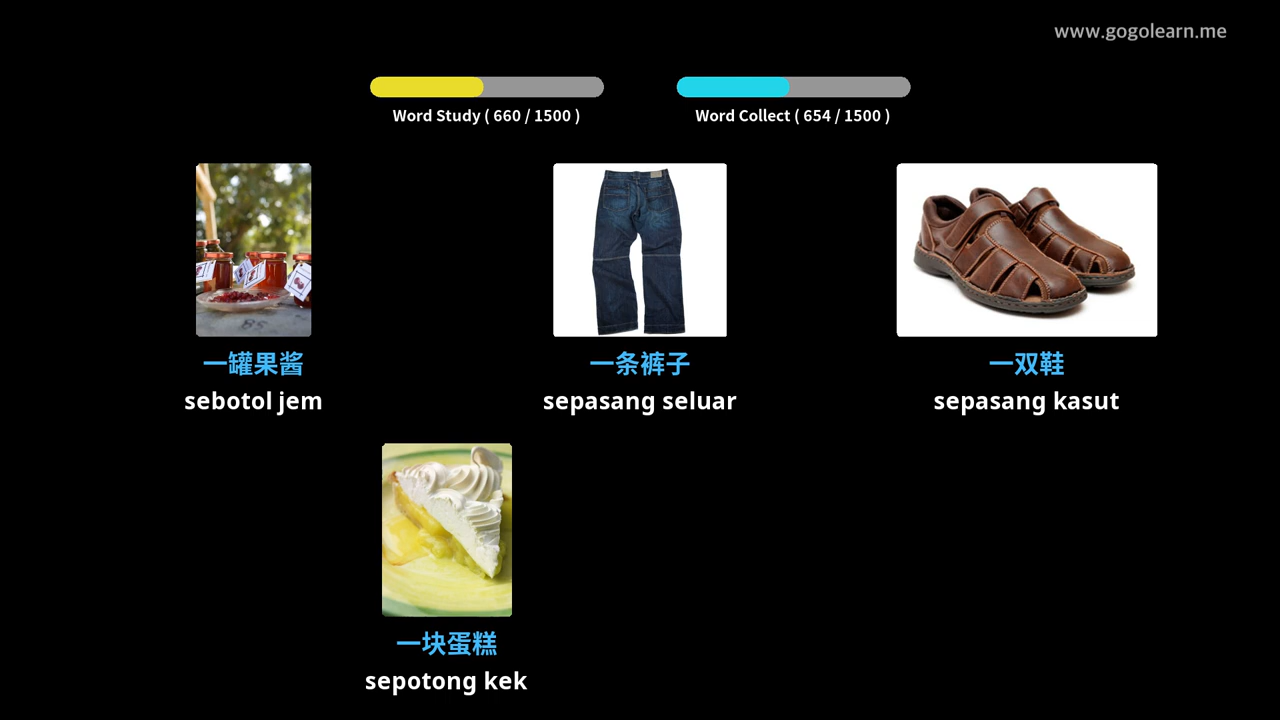 www.gogolearn.me
Word Study ( 660 / 1500 )
Word Collect ( 654 / 1500 )
一罐果酱
sebotol jem
一条裤子
sepasang seluar
一双鞋
sepasang kasut
一块蛋糕
sepotong kek